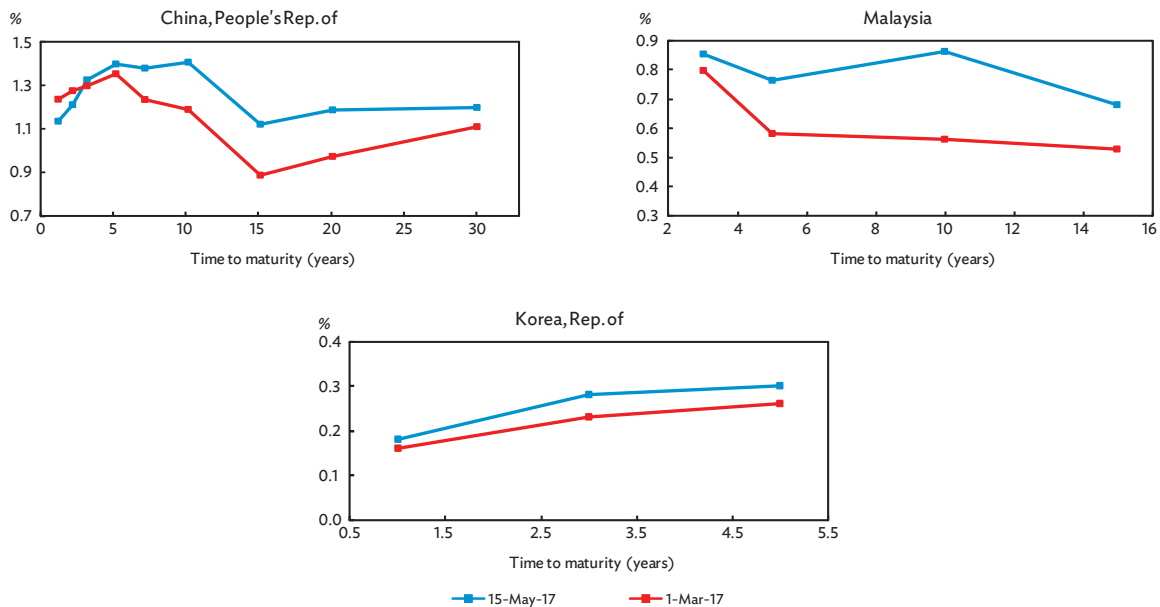 China, People's Rep. of
%
1.5
1.3
1.1
0.9
0.7
0 5 10 15 20 25 30
Time to maturity (years)
Malaysia
%
0.9
0.8
0.7
0.6
0.5
0.4
0.3
2 4 6 8 10 12 14 16
Time to maturity (years)
Korea, Rep. of
%
0.4
0.3
0.2
0.1
0.0
0.5 1.5 2.5 3.5 4.5 5.5
Time to maturity (years)
15-May-17 1-Mar-17